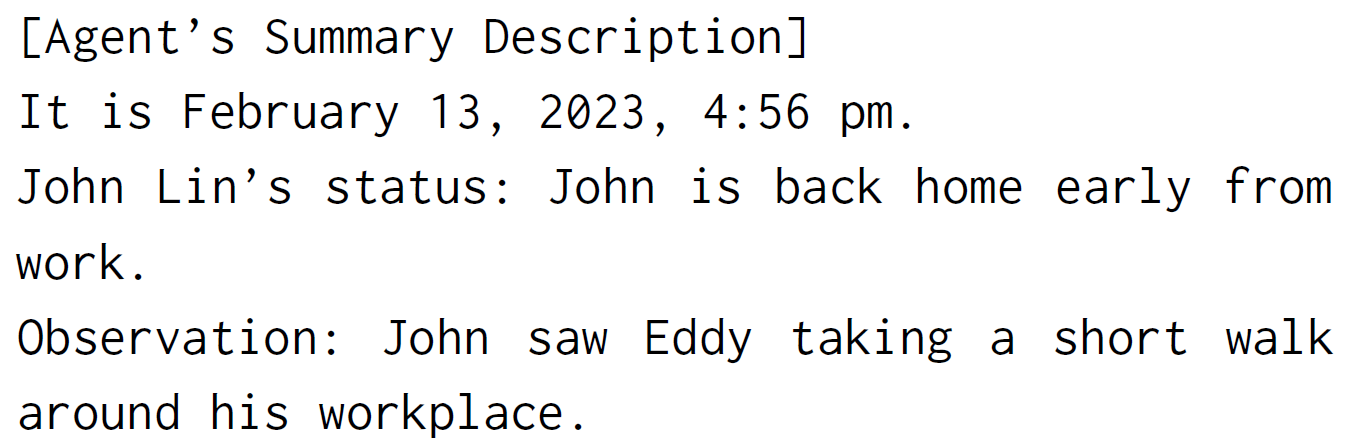 [Agent’s Summary Description]
It is February 13, 2023, 4:56 pm.
John Lin’s status: John is back home early from
work.
Observation: John saw Eddy taking a short walk
around his workplace.